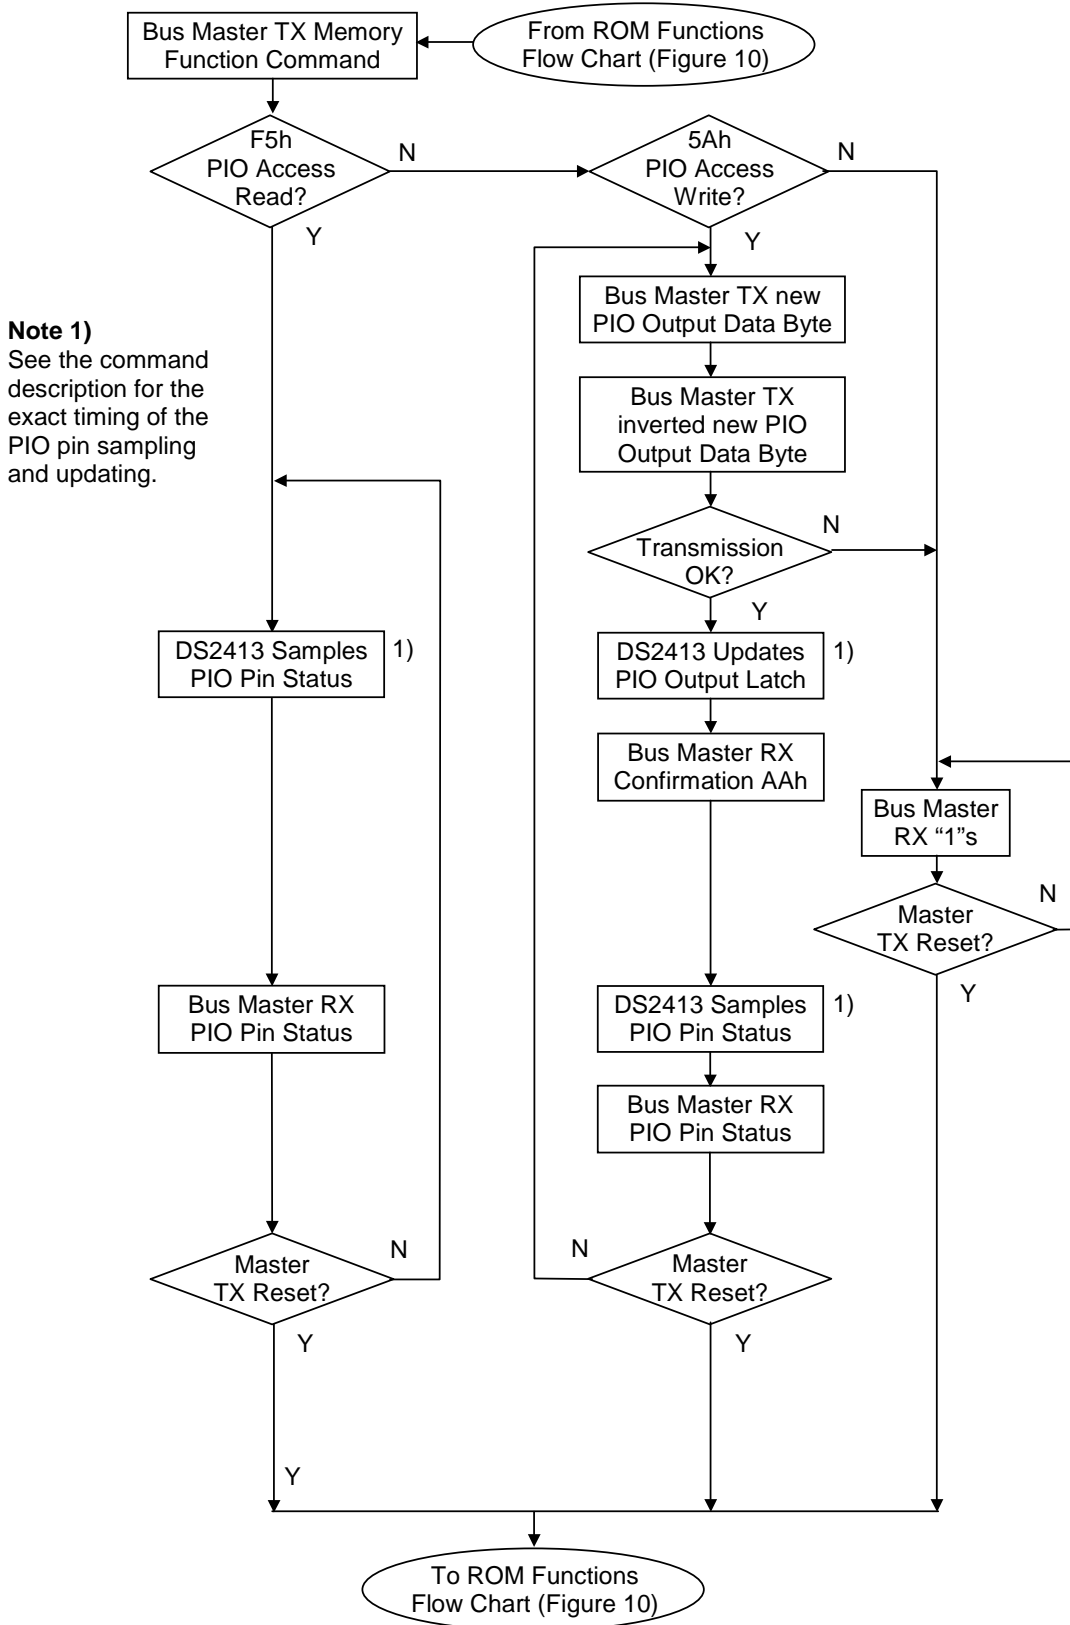 Bus Master TX Memory
Function Command
From ROM Functions
Flow Chart (Figure 10)
F5h
PIO Access
Read?
N
Y
5Ah
PIO Access
Write?
N
Y
Bus Master TX new
PIO Output Data Byte
Note 1)
See the command
description for the
exact timing of the
PIO pin sampling
and updating.
Bus Master TX
inverted new PIO
Output Data Byte
Transmission
OK?
N
Y
DS2413 Samples
PIO Pin Status
1)
DS2413 Updates
PIO Output Latch
1)
Bus Master RX
Confirmation AAh
Bus Master
RX “1”s
Master
TX Reset?
N
Y
Bus Master RX
PIO Pin Status
DS2413 Samples
PIO Pin Status
1)
Bus Master RX
PIO Pin Status
Master
TX Reset?
N
Y
N
Master
TX Reset?
Y
Y
To ROM Functions
Flow Chart (Figure 10)